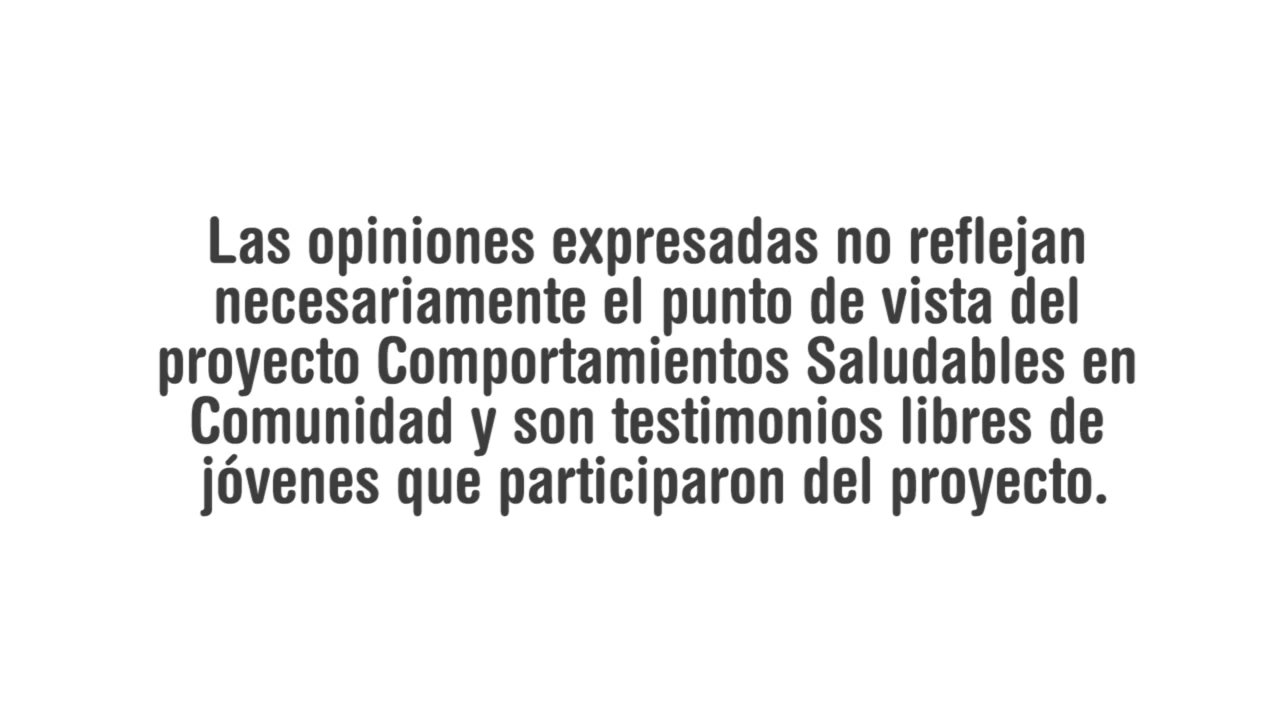 Las opiniones expresadas no reflejan
necesariamente el punto de vista del
proyecto Comportamientos Saludables en
Comunidad y son testimonios libres de
jóvenes que participaron del proyecto.